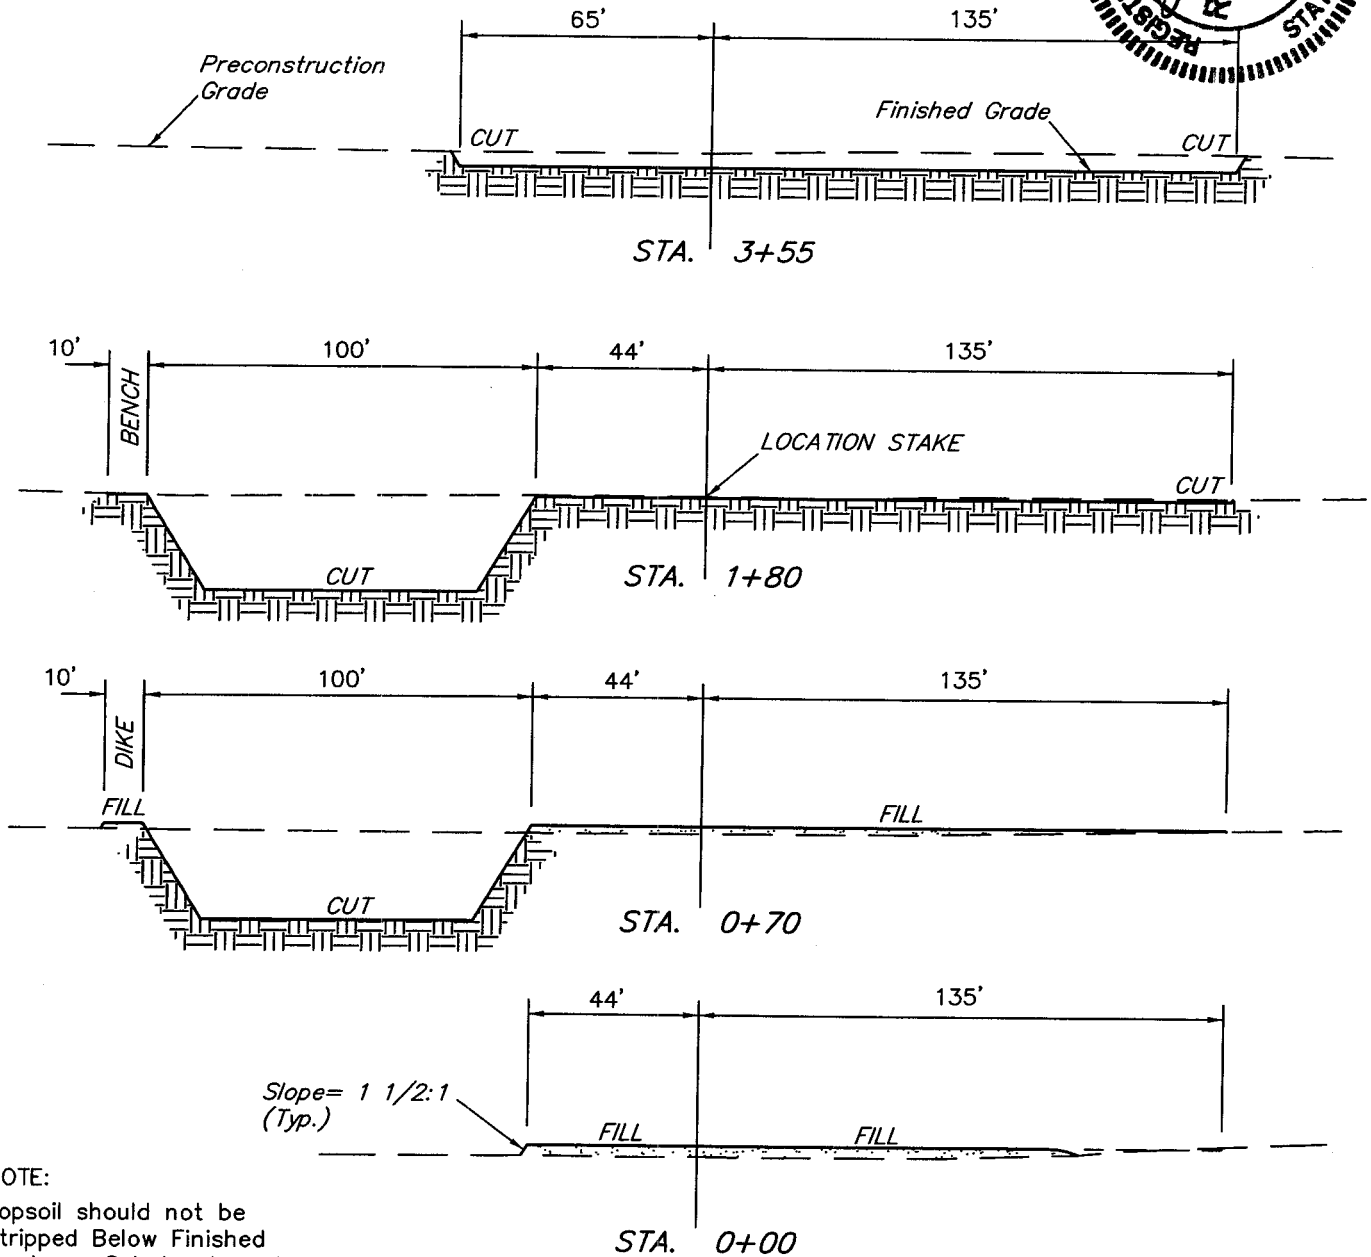 65'
135'
REGIST
STA
Preconstruction
Grade
Finished Grade
CUT
CUT
STA. 3+55
10'
100'
44'
135'
BENCH
LOCATION STAKE
CUT
CUT
STA. 1+80
10'
100'
44'
135'
DIKE
FILL
FILL
CUT
STA. 0+70
44'
135'
Slope= 1 1/2:1
(Typ.)
FILL
FILL
OTE:
opsoil should not be
tripped Below Finished
STA. 0+00